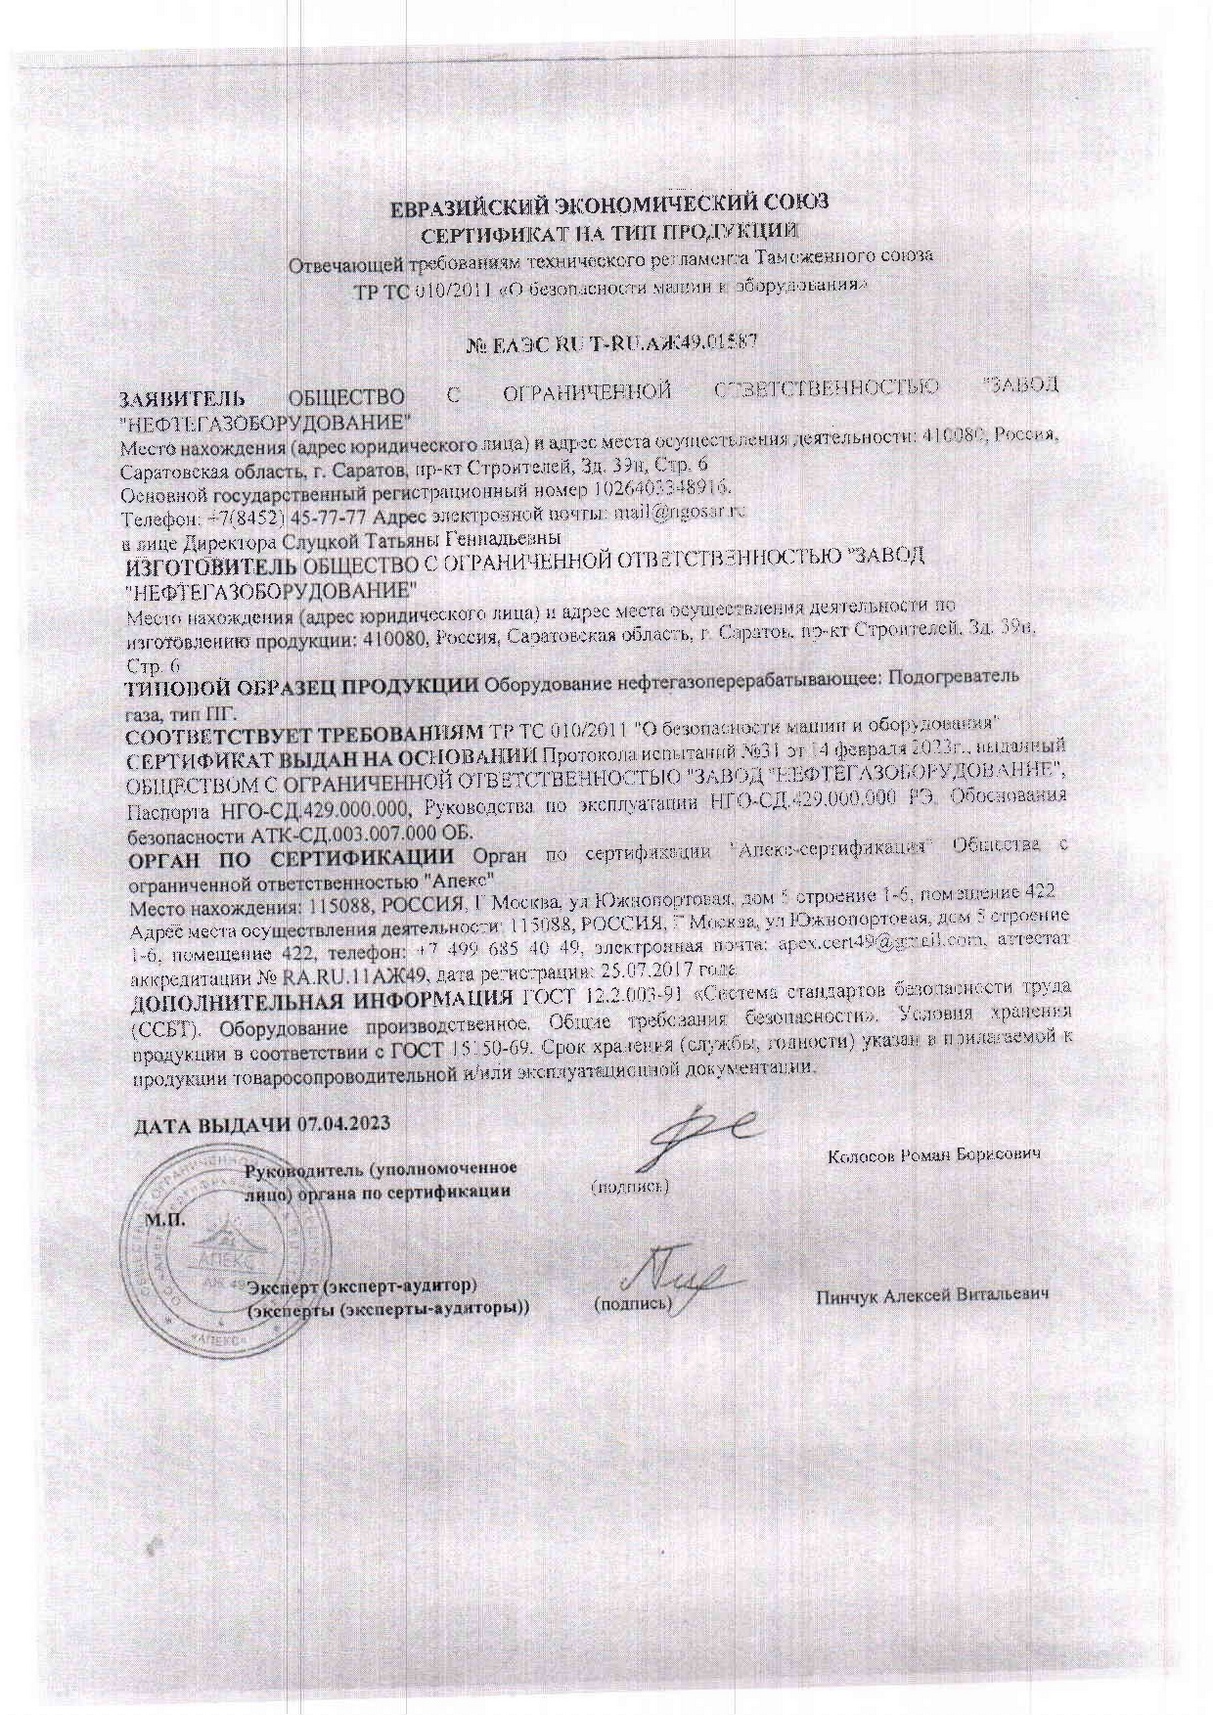 ЕВРАЗИЙСКИЙ ЭКОНОМИЧЕСКИЙ СОЮЗ
СЕРТИФИКАТ НА ТИП ПРОДУКЦИИ
Отвечающей требованиям технического регламента Таможенного союза
ТР ТС 010/2011 «О безопасности машин и оборудования»
№ ЕАЭС RU Т-RU.АЖ49.01587
ЗАЯВИТЕЛЬ ОБЩЕСТВО С ОГРАНИЧЕННОЙ ОТВЕТСТВЕННОСТЬЮ "ЗАВОД
"НЕФТЕГАЗОБОРУДОВАНИЕ"
Место нахождения (адрес юридического лица) и адрес места осуществления деятельности: 410080, Россия,
Саратовская область, г. Саратов, пр-кт Строителей, Зд. 39н, Стр. 6
Основной государственный регистрационный номер 1026403348916.
Телефон: +7(8452) 45-77-77 Адрес электронной почты: mail@ngosar.ru
в лице Директора Слуцкой Татьяны Геннадьевны
ИЗГОТОВИТЕЛЬ ОБЩЕСТВО С ОГРАНИЧЕННОЙ ОТВЕТСТВЕННОСТЬЮ "ЗАВОД
"НЕФТЕГАЗОБОРУДОВАНИЕ"
Место нахождения (адрес юридического лица) и адрес места осуществления деятельности по
изготовлению продукции: 410080, Россия, Саратовская область, г. Саратов, пр-кт Строителей, Зд. 39н,
Стр. 6
ТИПОВОЙ ОБРАЗЕЦ ПРОДУКЦИИ Оборудование нефтегазоперерабатывающее: Подогреватель
газа, тип ПГ.
СООТВЕТСТВУЕТ ТРЕБОВАНИЯМ ТР ТС 010/2011 "О безопасности машин и оборудования"
СЕРТИФИКАТ ВЫДАН НА ОСНОВАНИИ Протокола испытаний №31 от 14 февраля 2023г., выданный
ОБЩЕСТВОМ С ОГРАНИЧЕННОЙ ОТВЕТСТВЕННОСТЬЮ "ЗАВОД "НЕФТЕГАЗОБОРУДОВАНИЕ",
Паспорта НГО-СД.429.000.000, Руководства по эксплуатации НГО-СД.429.000.000 РЭ, Обоснования
безопасности АТК-СД.003.007.000 ОБ.
ОРГАН ПО СЕРТИФИКАЦИИ Орган по сертификации "Апекс-сертификация" Общества с
ограниченной ответственностью "Апекс"
Место нахождения: 115088, РОССИЯ, Г Москва, ул Южнопортовая, дом 5 строение 1-6, помещение 422
Адрес места осуществления деятельности: 115088, РОССИЯ, Г Москва, ул Южнопортовая, дом 5 строение
1-6, помещение 422, телефон: +7 499 685 40 49, электронная почта: apex.cert49@gmail.com, аттестат
аккредитации № RA.RU.11АЖ49, дата регистрации: 25.07.2017 года
ДОПОЛНИТЕЛЬНАЯ ИНФОРМАЦИЯ ГОСТ 12.2.003-91 «Система стандартов безопасности труда
(ССБТ). Оборудование производственное. Общие требования безопасности». Условия хранения
продукции в соответствии с ГОСТ 15150-69. Срок хранения (службы, годности) указан в прилагаемой к
продукции товаросопроводительной и/или эксплуатационной документации.
ДАТА ВЫДАЧИ 07.04.2023
Руководитель (уполномоченное
лицо) органа по сертификации
(подпись)
Колосов Роман Борисович
М.П.
АПЕКС
АЖ 49
«АПЕКС»
Эксперт (эксперт-аудитор)
(эксперты (эксперты-аудиторы))
(подпись)
Пинчук Алексей Витальевич